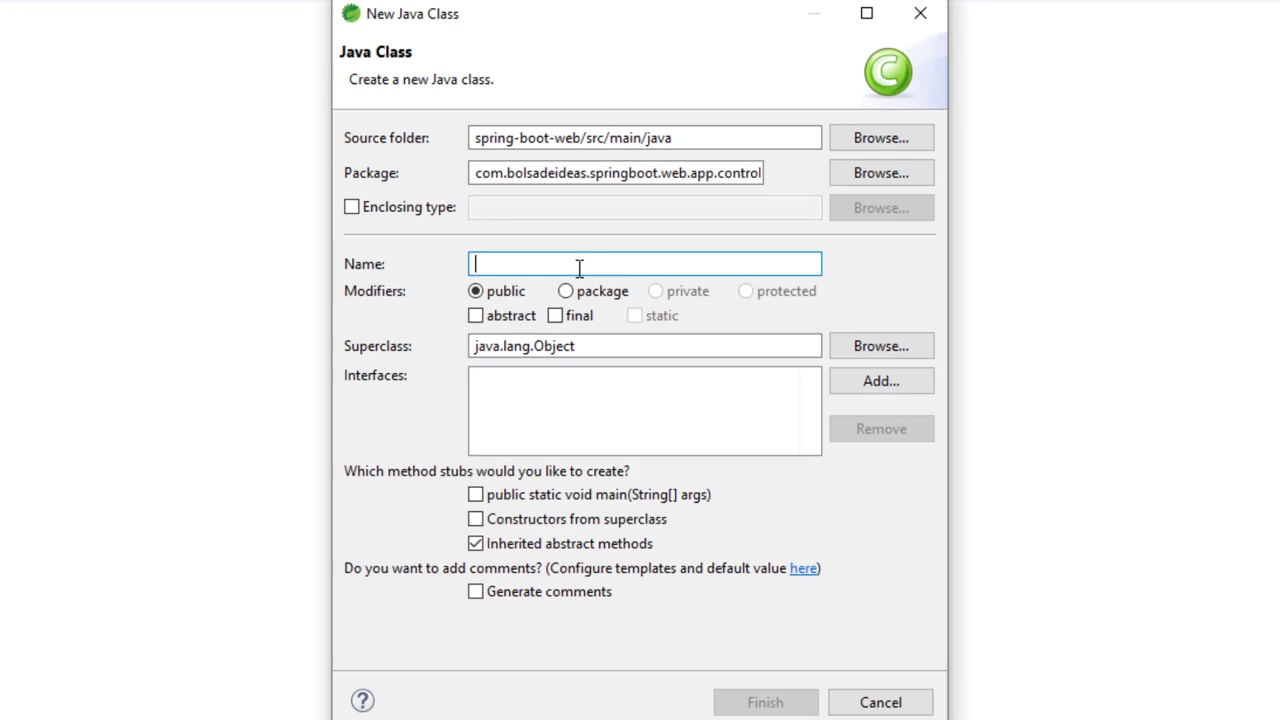 New Java Class
Java Class
Create a new Java class.
Source folder: spring-boot-web/src/main/java Browse...
Package: com.bolsadeideas.springboot.web.app.control Browse...
Enclosing type: Browse...
Name:
Modifiers: public package private protected
abstract final static
Superclass: java.lang.Object Browse...
Interfaces: Add...
Remove
Which method stubs would you like to create?
public static void main(String[] args)
Constructors from superclass
Inherited abstract methods
Do you want to add comments? (Configure templates and default value here)
Generate comments
? Finish Cancel